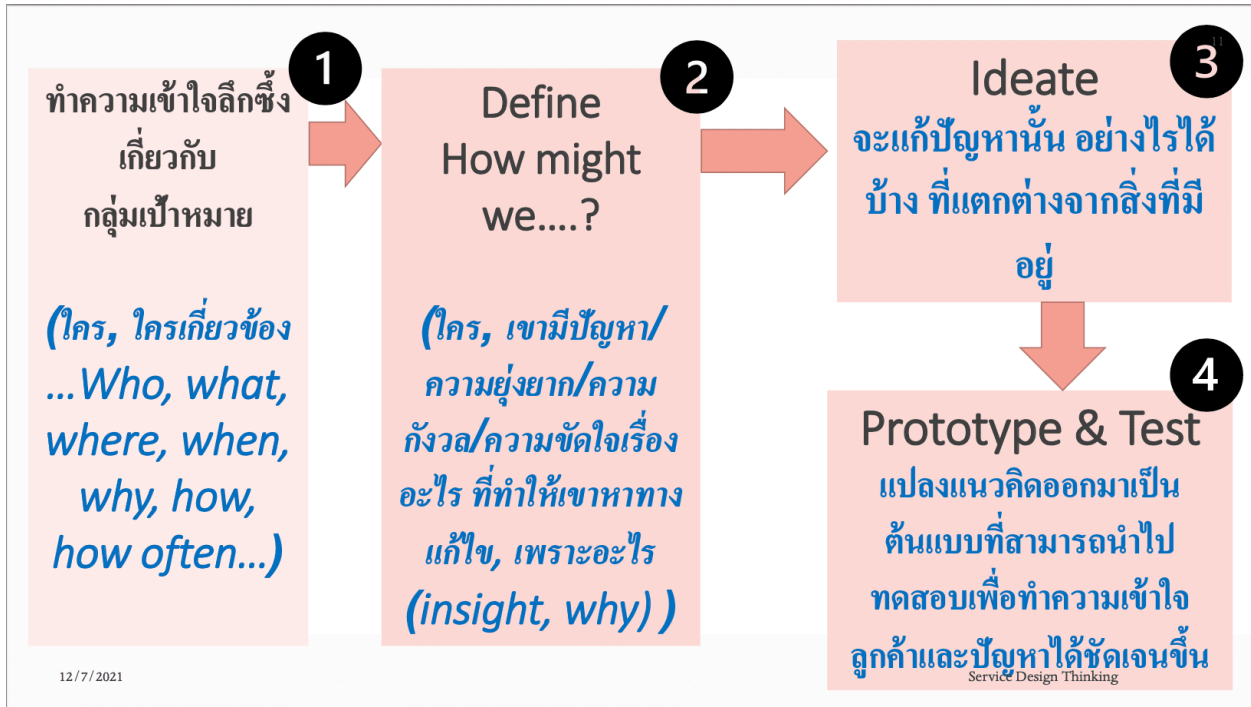 1
ทำความเข้าใจลึกซึ้ง
เกี่ยวกับ
กลุ่มเป้าหมาย
(ใคร, ใครเกี่ยวข้อง
...Who, what,
where, when,
why, how,
how often...)
2
Define
How might
we....?
(ใคร, เขามีปัญหา/
ความยุ่งยาก/ความ
กังวล/ความขัดใจเรื่อง
อะไร ที่ทำให้เขาหาทาง
แก้ไข, เพราะอะไร
(insight, why) )
11
3
Ideate
จะแก้ปัญหานั้น อย่างไรได้
บ้าง ที่แตกต่างจากสิ่งที่มี
อยู่
4
Prototype & Test
แปลงแนวคิดออกมาเป็น
ต้นแบบที่สามารถนำไป
ทดสอบเพื่อทำความเข้าใจ
ลูกค้าและปัญหาได้ชัดเจนขึ้น
12/7/2021
Service Design Thinking